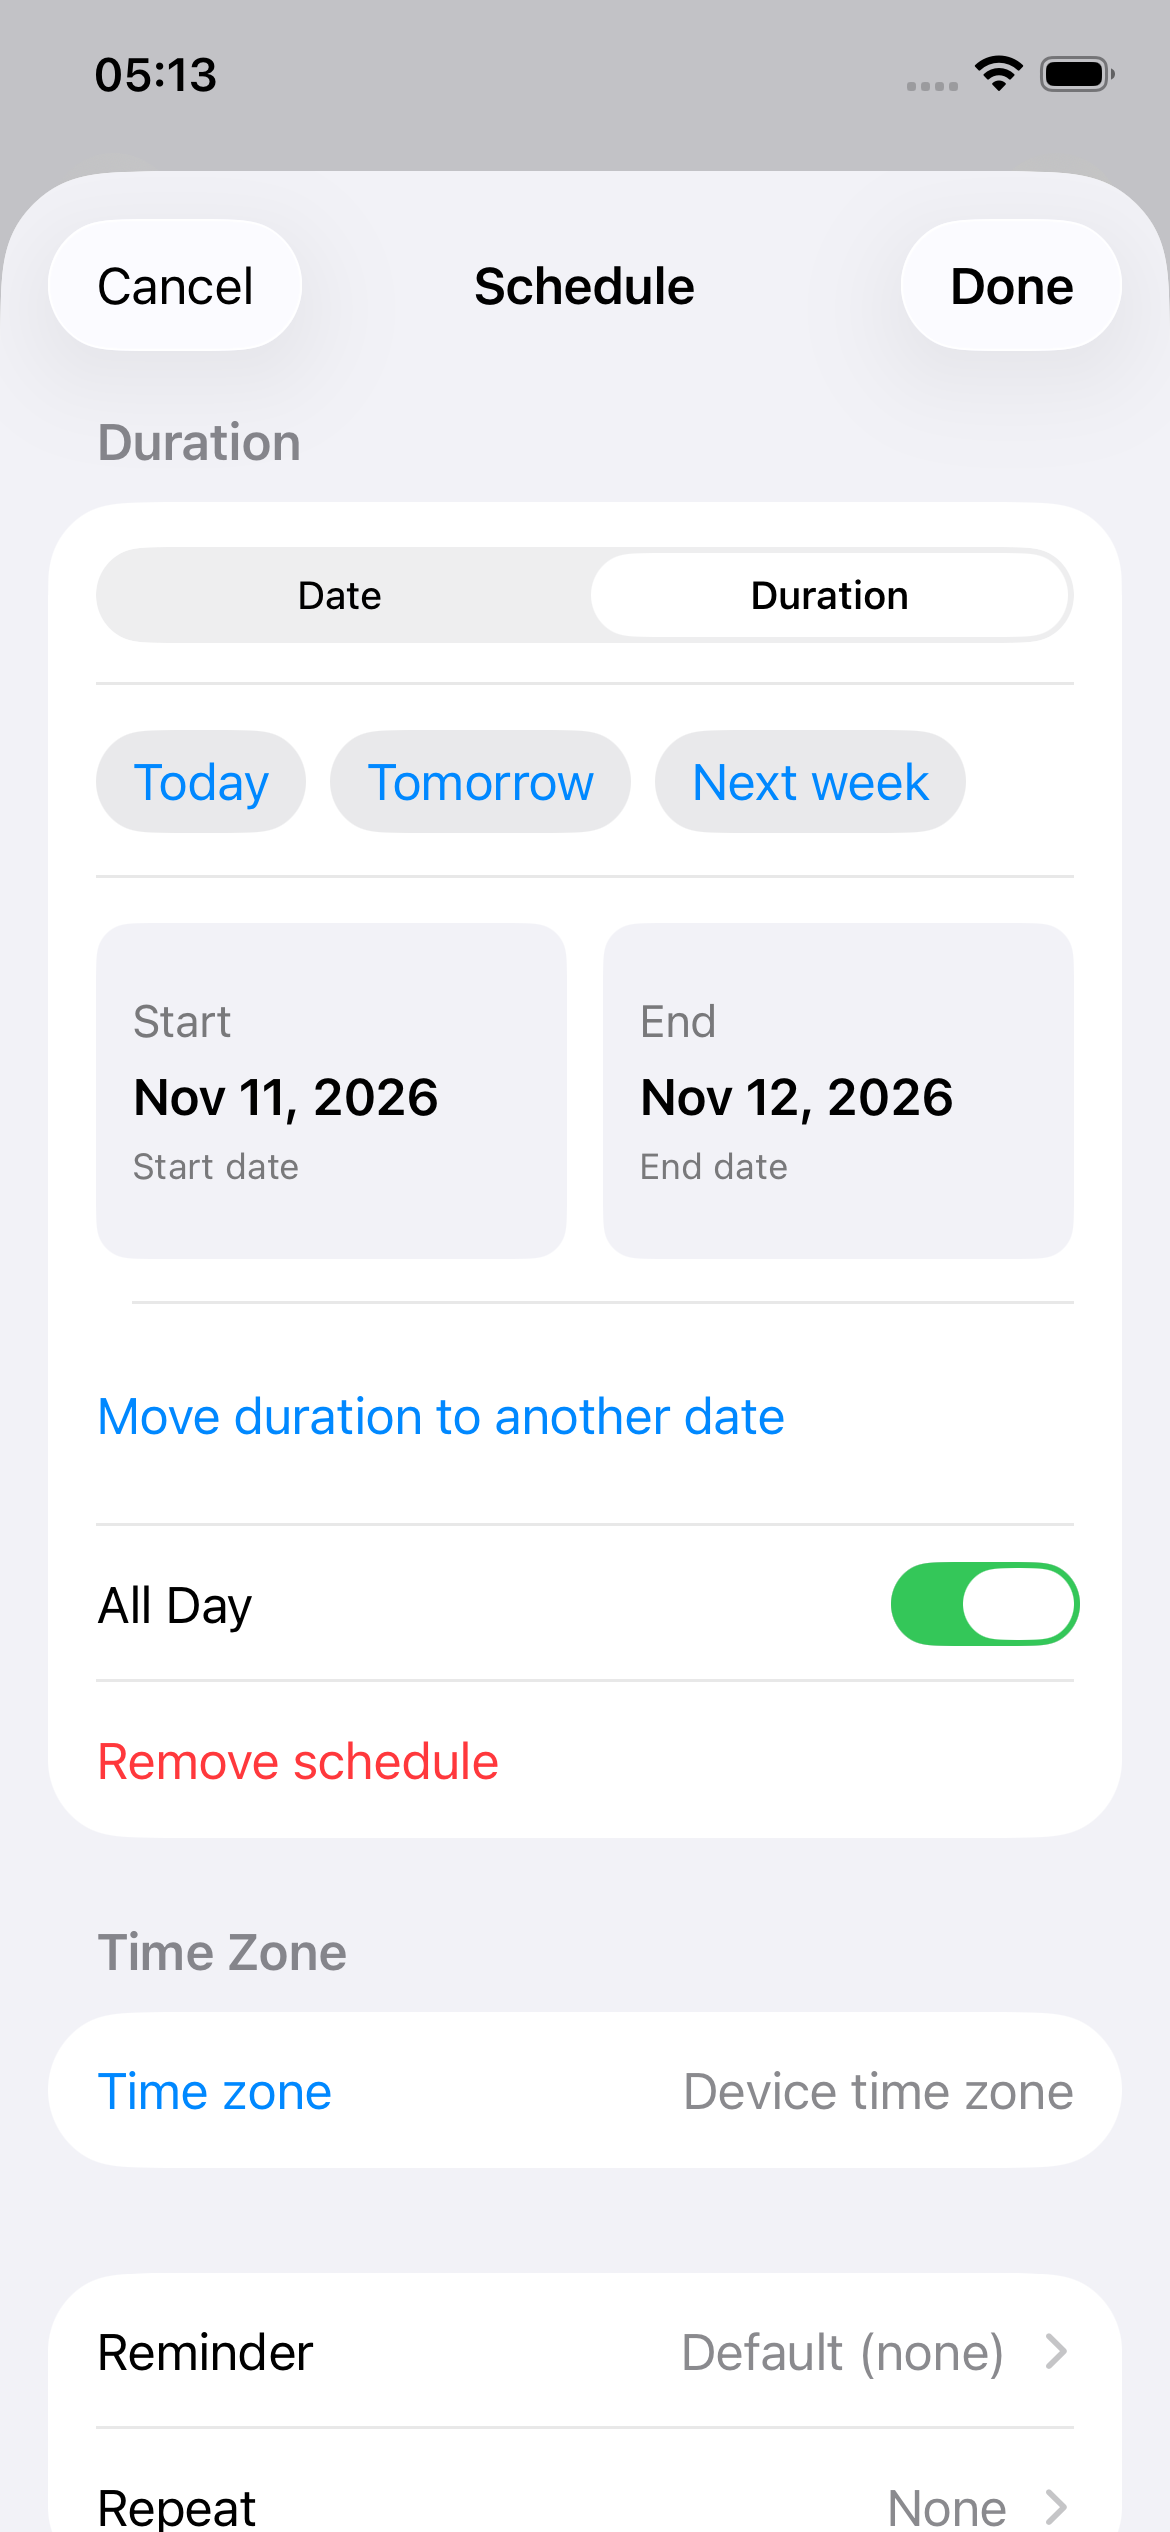 05:13
Cancel
Schedule
Done
Duration
Date
Duration
Today
Tomorrow
Next week
Start
Nov 11, 2026
Start date
End
Nov 12, 2026
End date
Move duration to another date
All Day
Remove schedule
Time Zone
Time zone
Device time zone
Reminder
Default (none)
Repeat
None